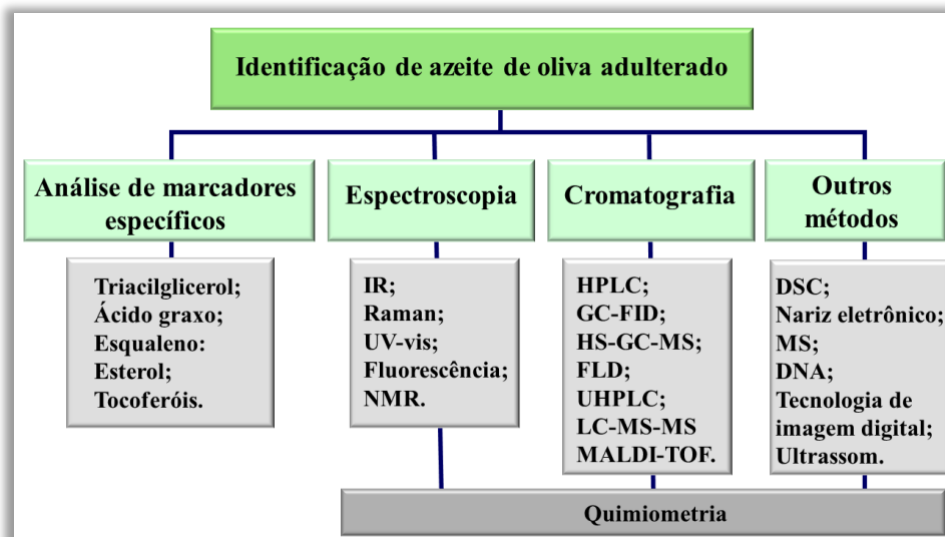 Identificação de azeite de oliva adulterado
Análise de marcadores
específicos
Triacilglicerol;
Ácido graxo;
Esqualeno:
Esterol;
Tocoferóis.
Espectroscopia
IR;
Raman;
UV-vis;
Fluorescência;
NMR.
Cromatografia
HPLC;
GC-FID;
HS-GC-MS;
FLD;
UHPLC;
LC-MS-MS
MALDI-TOF.
Outros
métodos
DSC;
Nariz eletrônico;
MS;
DNA;
Tecnologia de
imagem digital;
Ultrassom.
Quimiometria